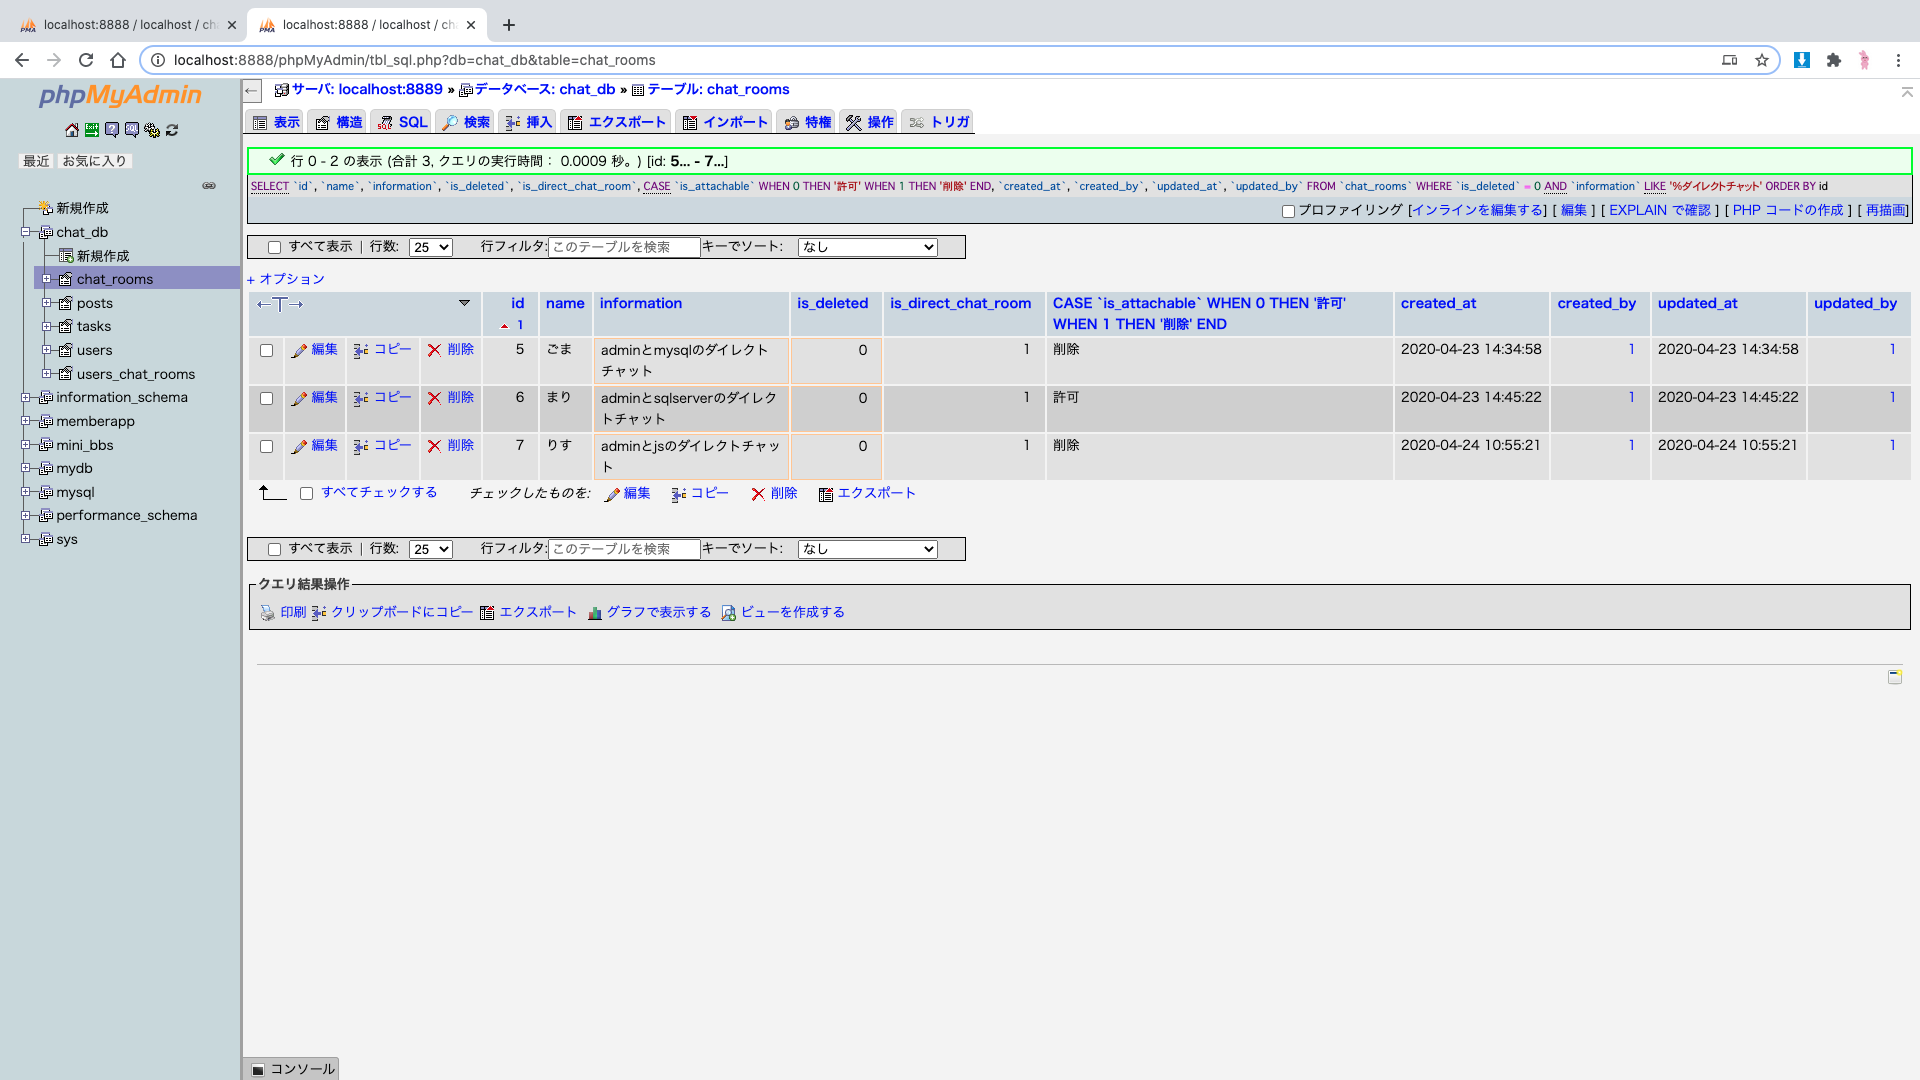 localhost:8888 / localhost / ch
localhost:8888 / localhost / ch
localhost:8888/phpMyAdmin/tbl_sql.php?db=chat_db&table=chat_rooms
phpMyAdmin
最近 お気に入り
新規作成
chat_db
新規作成
chat_rooms
posts
tasks
users
users_chat_rooms
information_schema
memberapp
mini_bbs
mydb
mysql
performance_schema
sys
サーバ: localhost:8889 » データベース: chat_db » テーブル: chat_rooms
表示 構造 SQL 検索 挿入 エクスポート インポート 特権 操作 トリガ
行 0 - 2 の表示 (合計 3, クエリの実行時間： 0.0009 秒。) [id: 5... - 7...]
SELECT `id`, `name`, `information`, `is_deleted`, `is_direct_chat_room`, CASE `is_attachable` WHEN 0 THEN '許可' WHEN 1 THEN '削除' END, `created_at`, `created_by`, `updated_at`, `updated_by` FROM `chat_rooms` WHERE `is_deleted` = 0 AND `information` LIKE '%ダイレクトチャット' ORDER BY id
プロファイリング [インラインを編集する] [ 編集 ] [ EXPLAIN で確認 ] [ PHP コードの作成 ] [ 再描画]
すべて表示 | 行数: 25 行フィルタ: このテーブルを検索 キーでソート: なし
+ オプション
←T→ id 1 name information is_deleted is_direct_chat_room CASE `is_attachable` WHEN 0 THEN '許可' created_at created_by updated_at updated_by
WHEN 1 THEN '削除' END
編集 コピー 削除 5 ごま adminとmysqlのダイレクト 0 1 削除 2020-04-23 14:34:58 1 2020-04-23 14:34:58 1
チャット
編集 コピー 削除 6 まり adminとsqlserverのダイレク 0 1 許可 2020-04-23 14:45:22 1 2020-04-23 14:45:22 1
トチャット
編集 コピー 削除 7 りす adminとjsのダイレクトチャッ 0 1 削除 2020-04-24 10:55:21 1 2020-04-24 10:55:21 1
ト
すべてチェックする チェックしたものを: 編集 コピー 削除 エクスポート
すべて表示 | 行数: 25 行フィルタ: このテーブルを検索 キーでソート: なし
クエリ結果操作
印刷 クリップボードにコピー エクスポート グラフで表示する ビューを作成する
コンソール